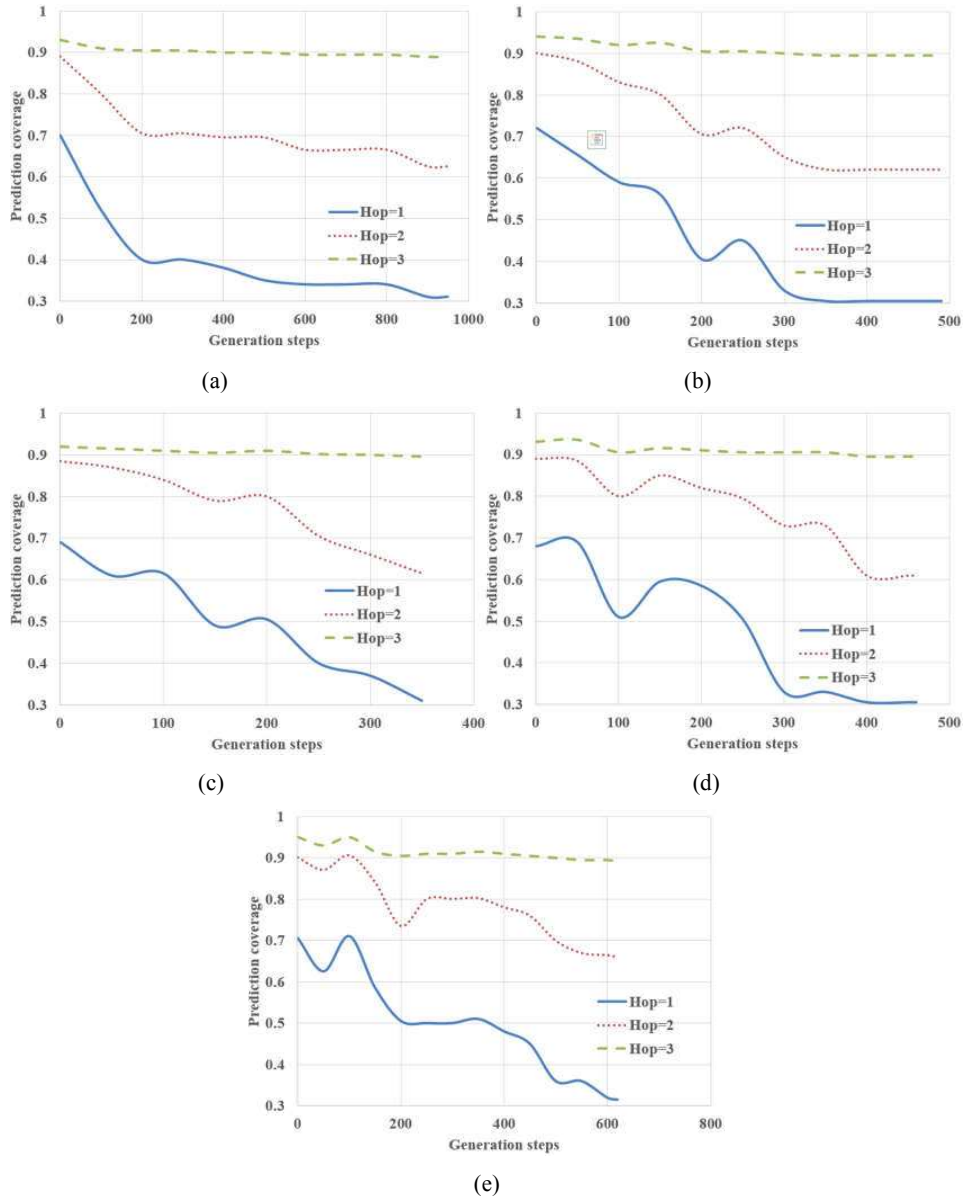 1
0.9
0.8
0.7
0.6
0.5
0.4
0.3
Prediction coverage
Hop=1
Hop=2
Hop=3
0 200 400 600 800 1000
Generation steps
(a)
1
0.9
0.8
0.7
0.6
0.5
0.4
0.3
Prediction coverage
Hop=1
Hop=2
Hop=3
0 100 200 300 400 500
Generation steps
(b)
1
0.9
0.8
0.7
0.6
0.5
0.4
0.3
Prediction coverage
Hop=1
Hop=2
Hop=3
0 100 200 300 400
Generation steps
(c)
1
0.9
0.8
0.7
0.6
0.5
0.4
0.3
Prediction coverage
Hop=1
Hop=2
Hop=3
0 100 200 300 400 500
Generation steps
(d)
1
0.9
0.8
0.7
0.6
0.5
0.4
0.3
Prediction coverage
Hop=1
Hop=2
Hop=3
0 200 400 600 800
Generation steps
(e)